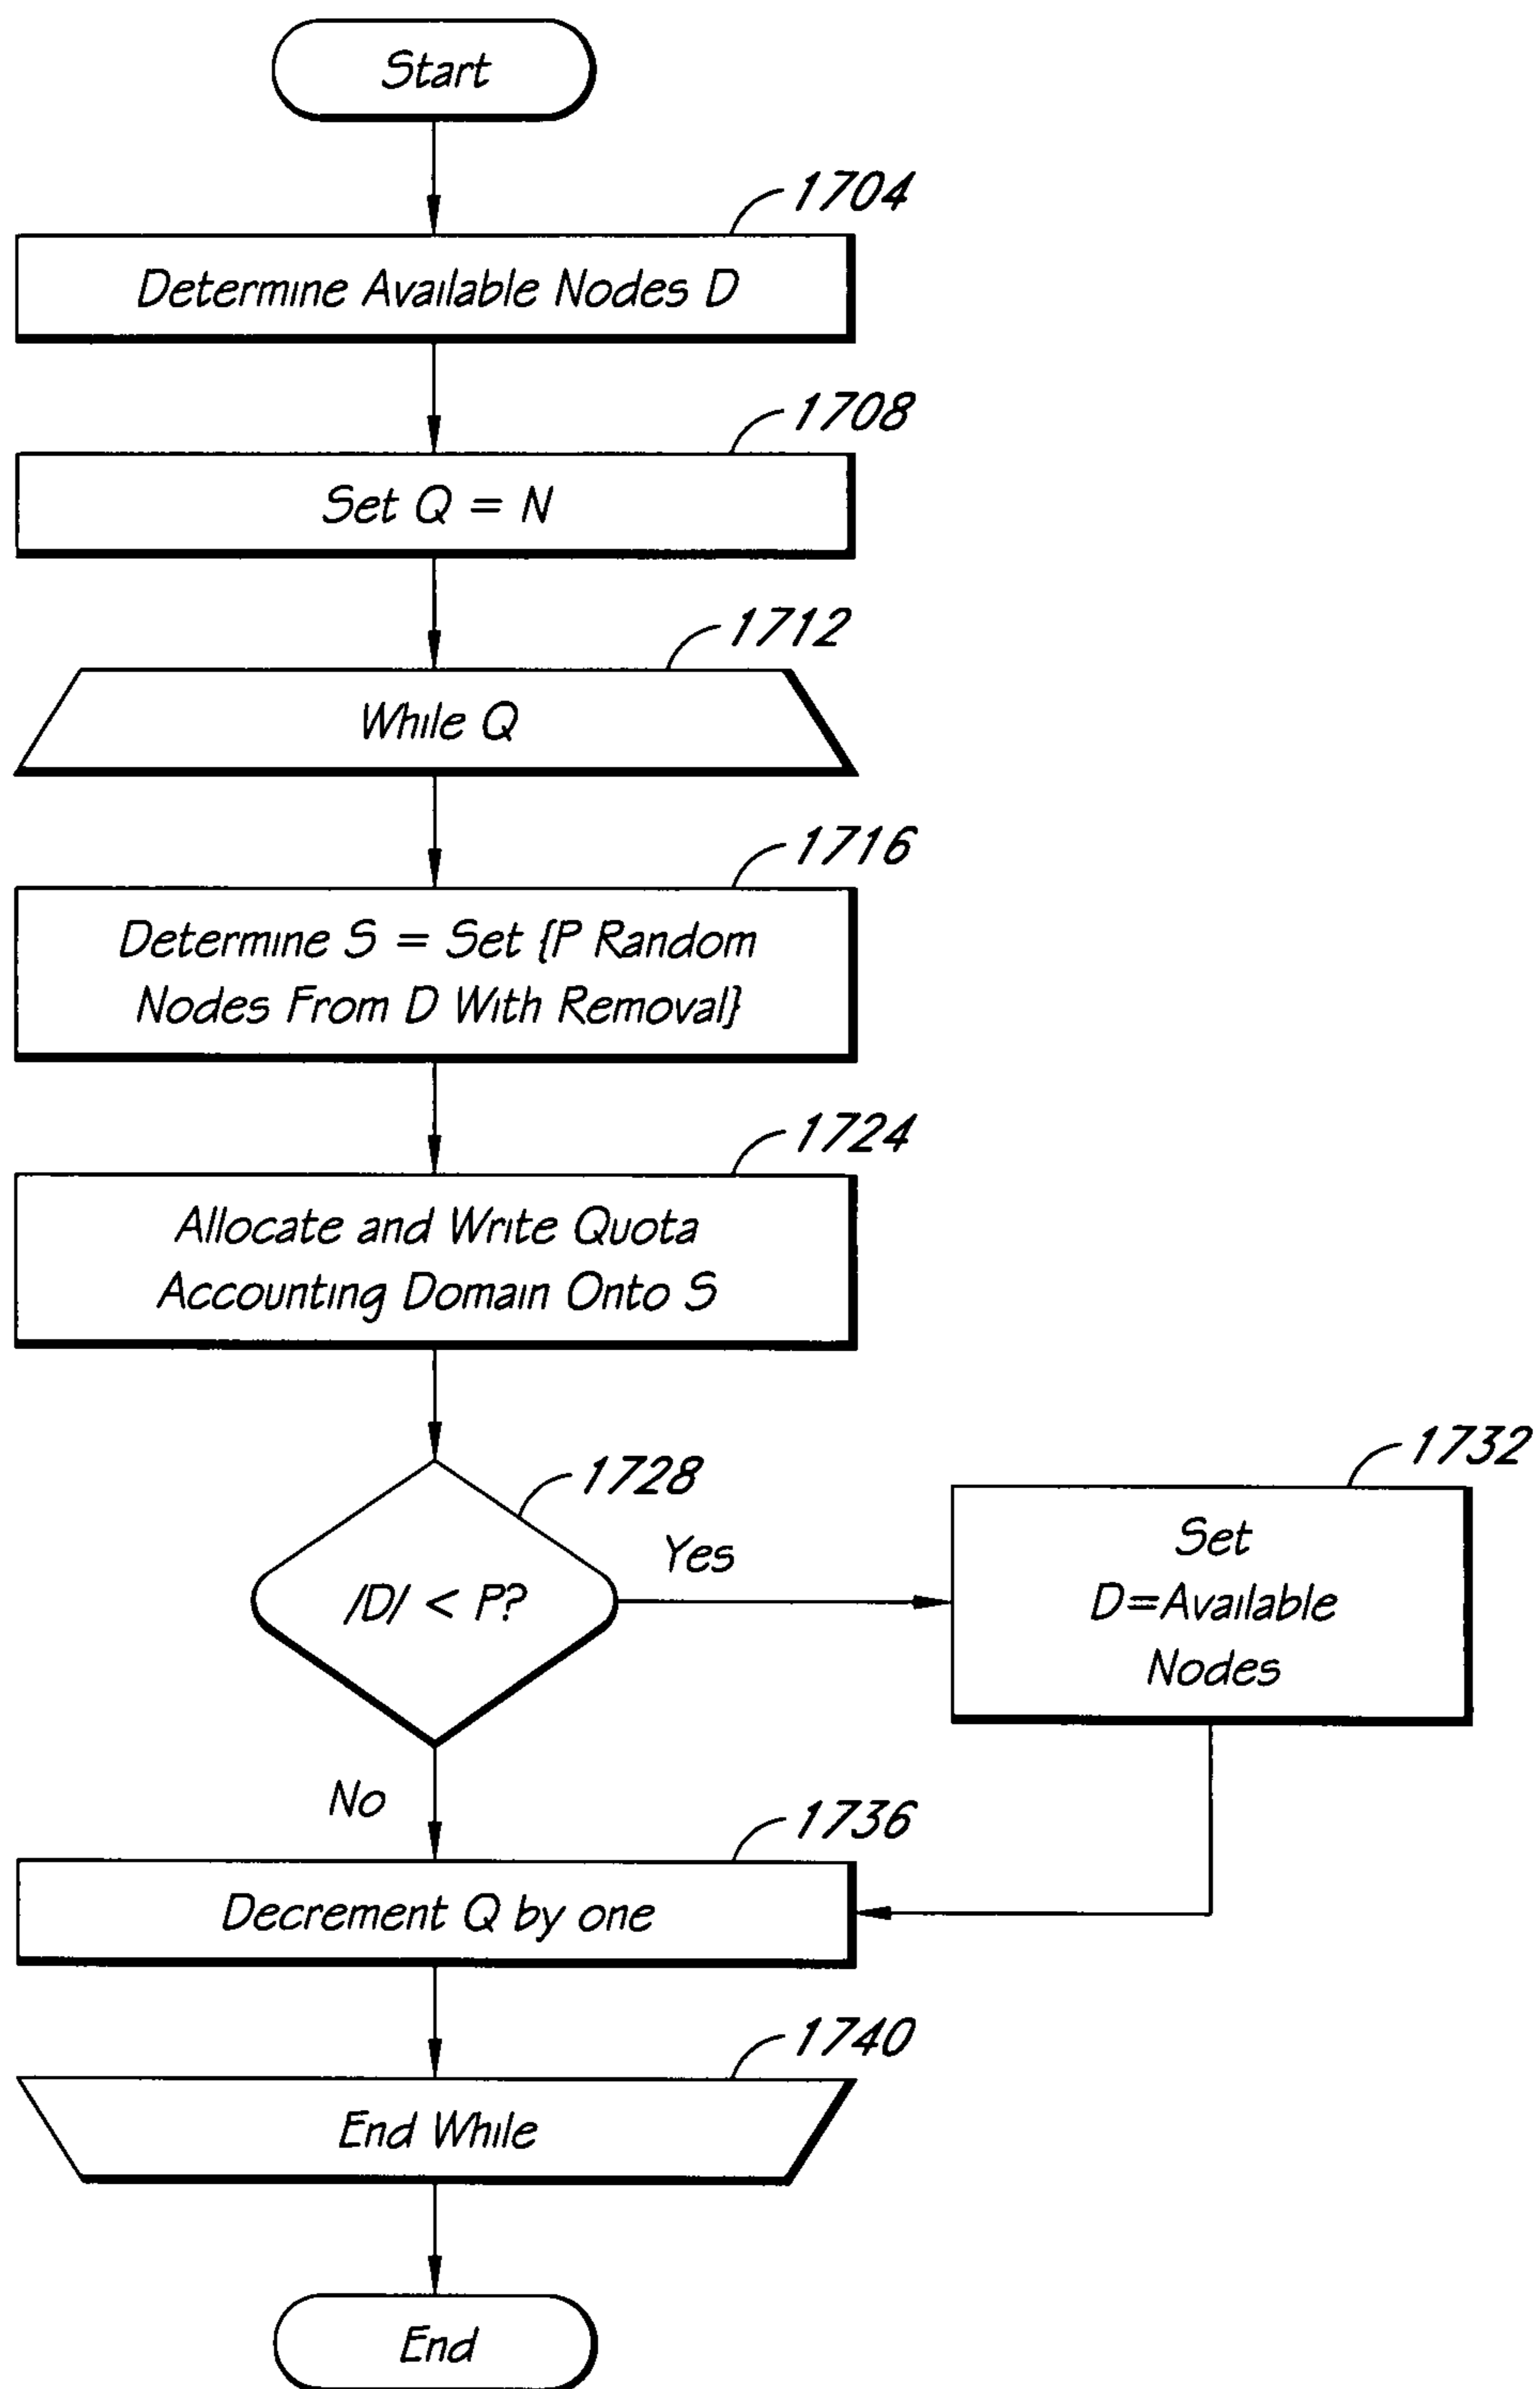 Start
1704
Determine Available Nodes D
1708
Set Q = N
1712
While Q
1716
Determine S = Set {P Random
Nodes From D With Removal}
1724
Allocate and Write Quota
Accounting Domain Onto S
1728
/D/ < P?
Yes
1732
Set
D=Available
Nodes
No
1736
Decrement Q by one
1740
End While
End